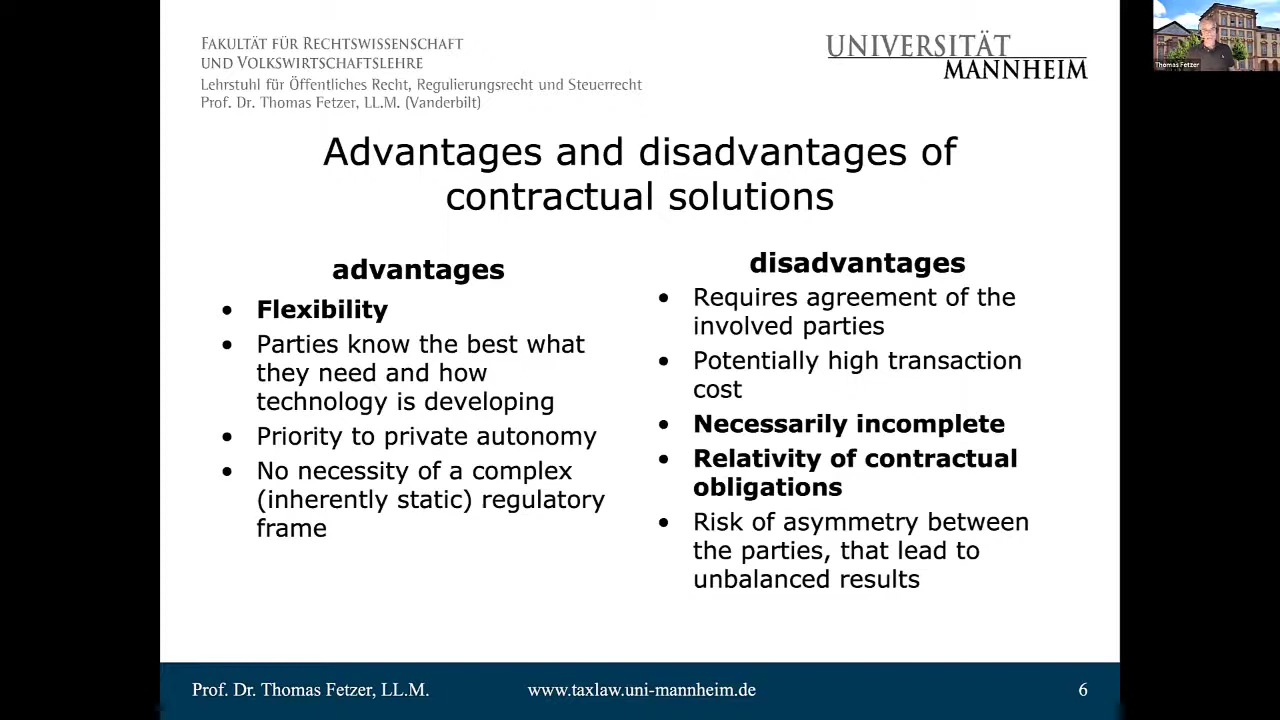 FAKULTÄT FÜR RECHTSWISSENSCHAFT
UND VOLKSWIRTSCHAFTSLEHRE
Lehrstuhl für Öffentliches Recht, Regulierungsrecht und Steuerrecht
Prof. Dr. Thomas Fetzer, LL.M. (Vanderbilt)
UNIVERSITÄT
MANNHEIM
Thomas Fetzer
Advantages and disadvantages of
contractual solutions
advantages
• Flexibility
• Parties know the best what
they need and how
technology is developing
• Priority to private autonomy
• No necessity of a complex
(inherently static) regulatory
frame
disadvantages
• Requires agreement of the
involved parties
• Potentially high transaction
cost
• Necessarily incomplete
• Relativity of contractual
obligations
• Risk of asymmetry between
the parties, that lead to
unbalanced results
Prof. Dr. Thomas Fetzer, LL.M.
www.taxlaw.uni-mannheim.de
6